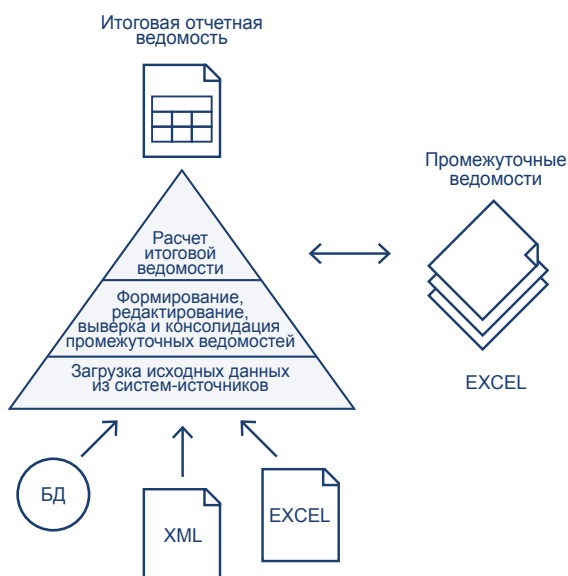 Итоговая отчетная
ведомость
Промежуточные
ведомости
Расчет
итоговой
ведомости
Формирование,
редактирование,
выверка и консолидация
промежуточных ведомостей
Загрузка исходных данных
из систем-источников
EXCEL
БД
XML
EXCEL